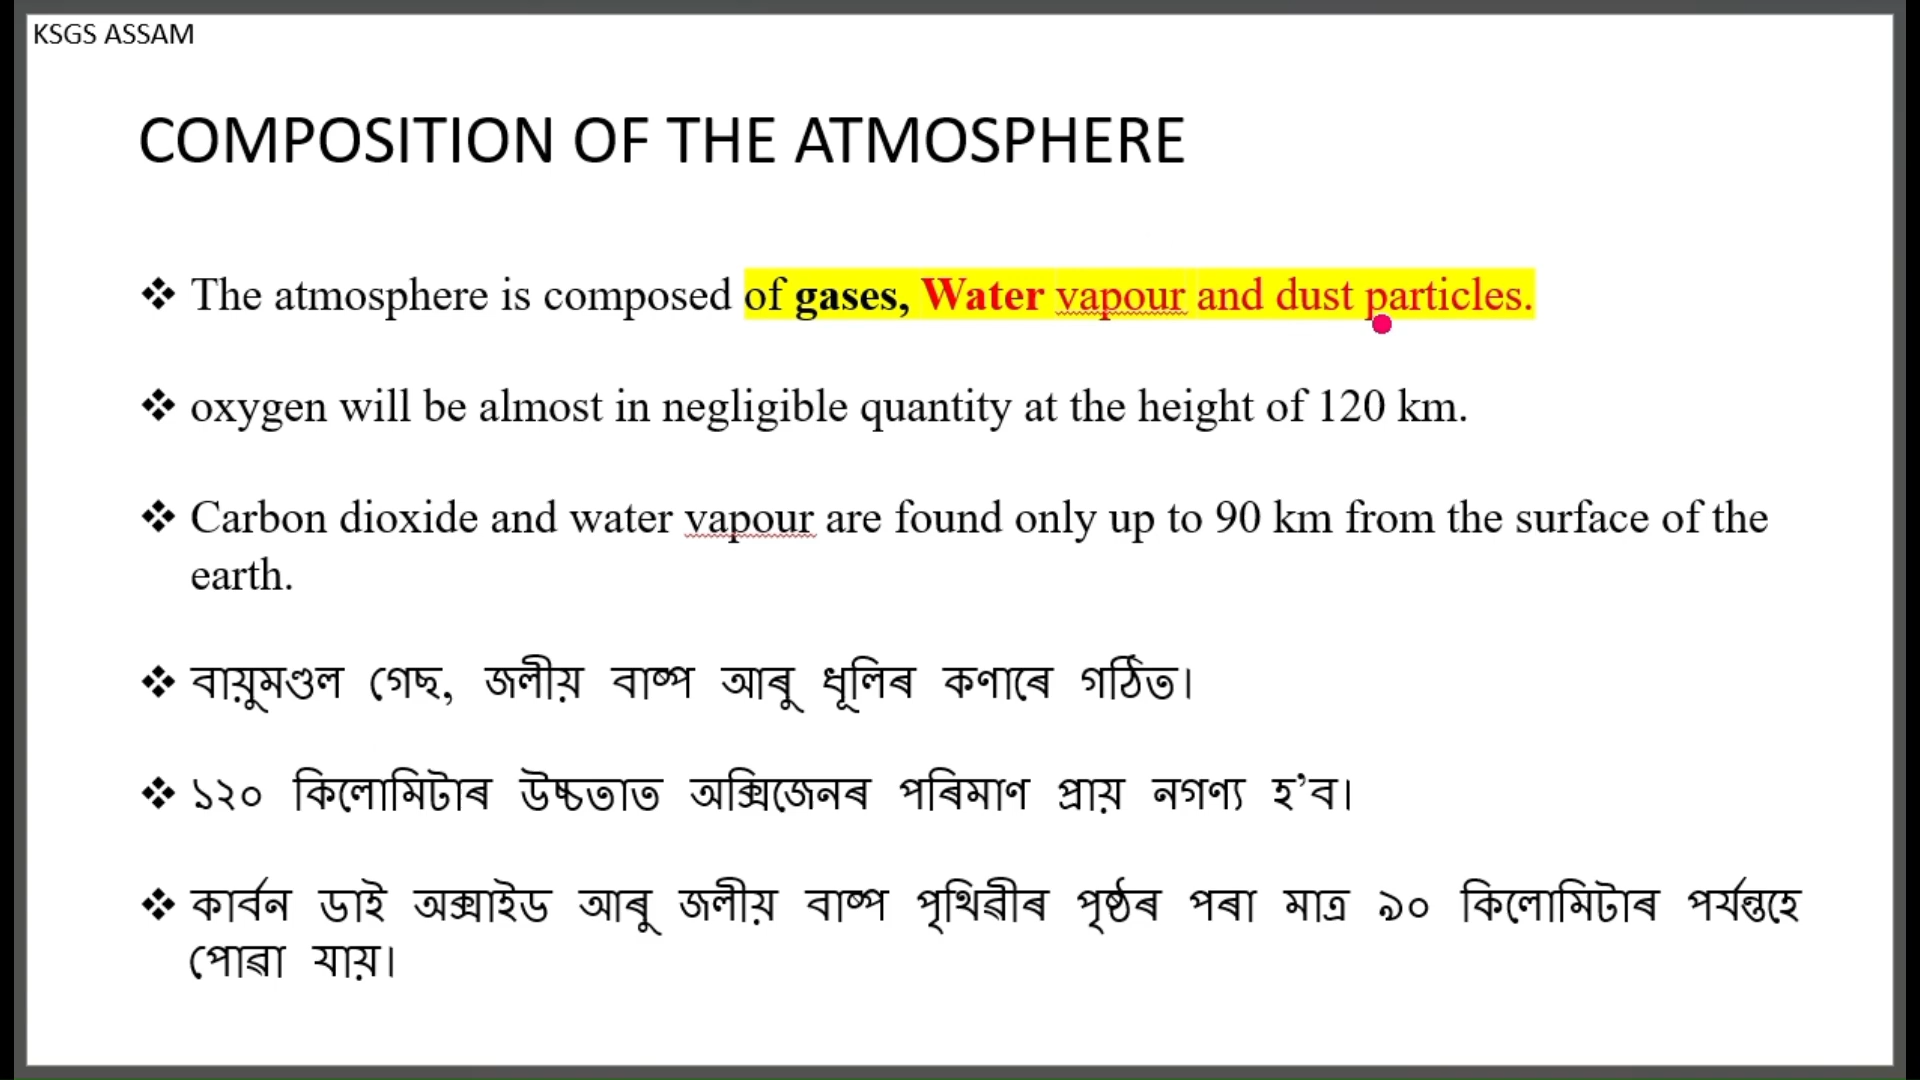 KSGS ASSAM
COMPOSITION OF THE ATMOSPHERE
❖ The atmosphere is composed of gases, Water vapour and dust particles.
❖ oxygen will be almost in negligible quantity at the height of 120 km.
❖ Carbon dioxide and water vapour are found only up to 90 km from the surface of the
earth.
❖ বায়ুমণ্ডল গেছ, জলীয় বাষ্প আৰু ধূলিৰ কণাৰে গঠিত।
❖ ১২০ কিলোমিটাৰ উচ্চতাত অক্সিজেনৰ পৰিমাণ প্ৰায় নগণ্য হ’ব।
❖ কাৰ্বন ডাই অক্সাইড আৰু জলীয় বাষ্প পৃথিৱীৰ পৃষ্ঠৰ পৰা মাত্ৰ ৯০ কিলোমিটাৰ পৰ্যন্তহে
পোৱা যায়।